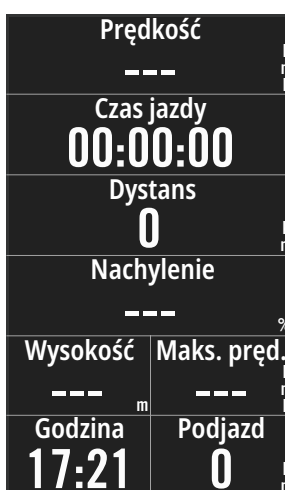 Prędkość
---
Czas jazdy
00:00:00
Dystans
0
Nachylenie
---
%
Wysokość Maks. pręd.
--- m ---
Godzina Podjazd
17:21 0